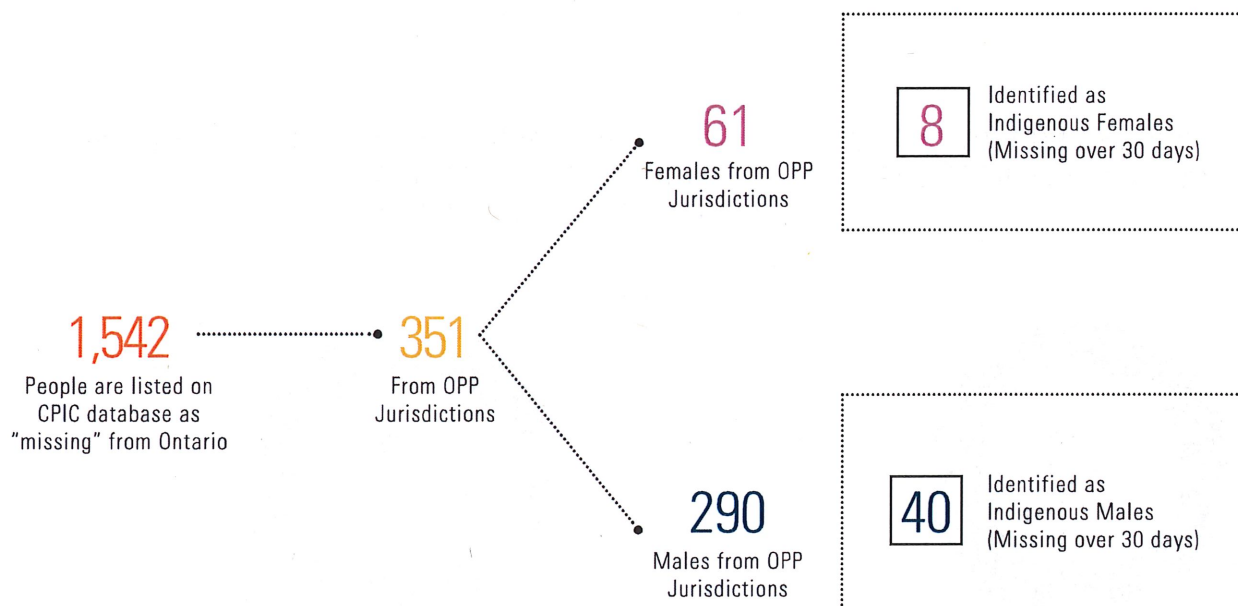 1,542
People are listed on
CPIC database as
"missing" from Ontario
351
From OPP
Jurisdictions
61
Females from OPP
Jurisdictions
8
Identified as
Indigenous Females
(Missing over 30 days)
290
Males from OPP
Jurisdictions
40
Identified as
Indigenous Males
(Missing over 30 days)